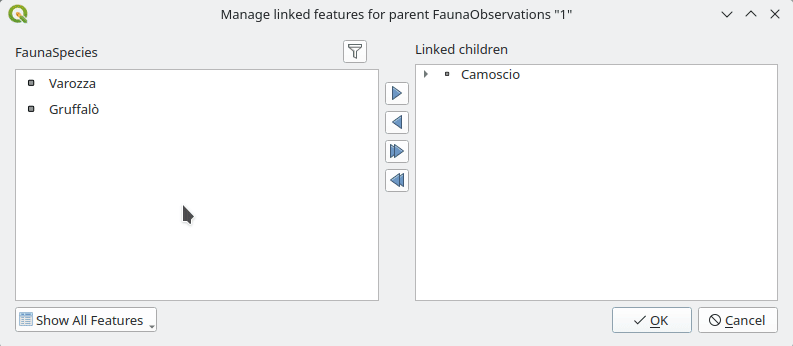 Manage linked features for parent FaunaObservations "1"
FaunaSpecies
Linked children
Varozza
Gruffalò
Camoscio
Show All Features
OK
Cancel